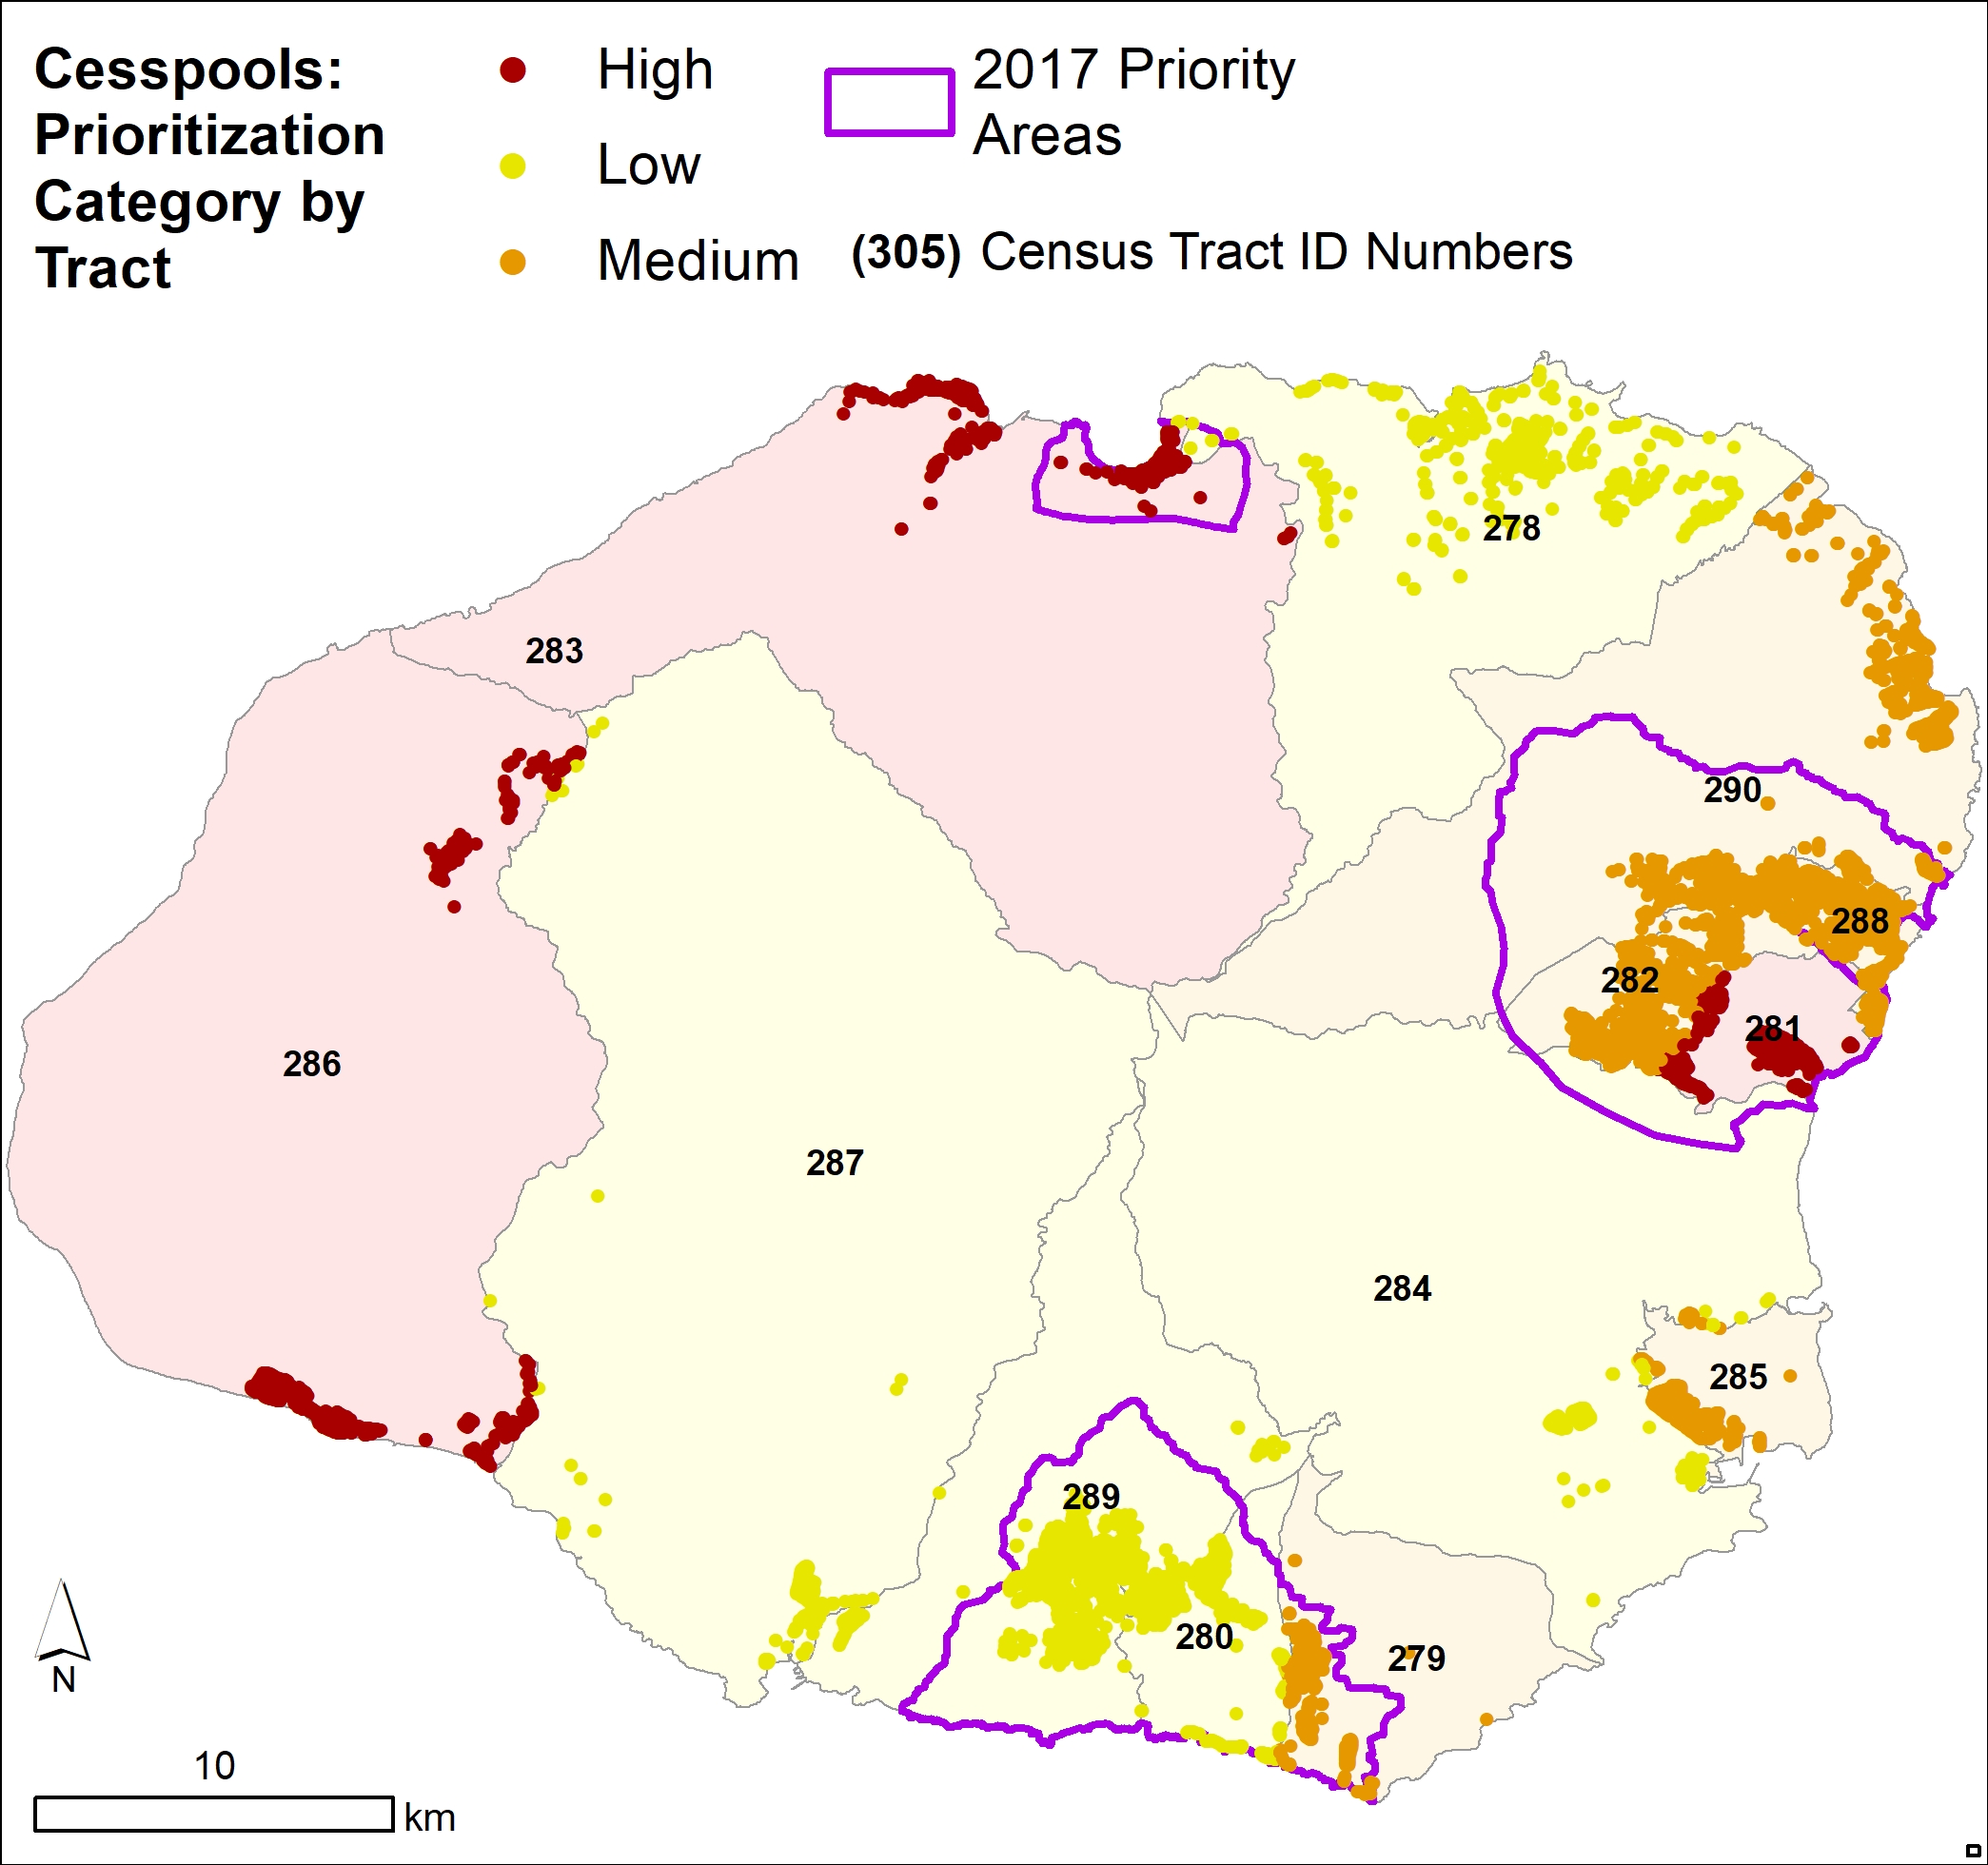 Cesspools:
Prioritization
Category by
Tract
High
Low
Medium
2017 Priority
Areas
(305) Census Tract ID Numbers
278
283
290
288
282
281
286
287
284
285
289
280
279
N
10
km